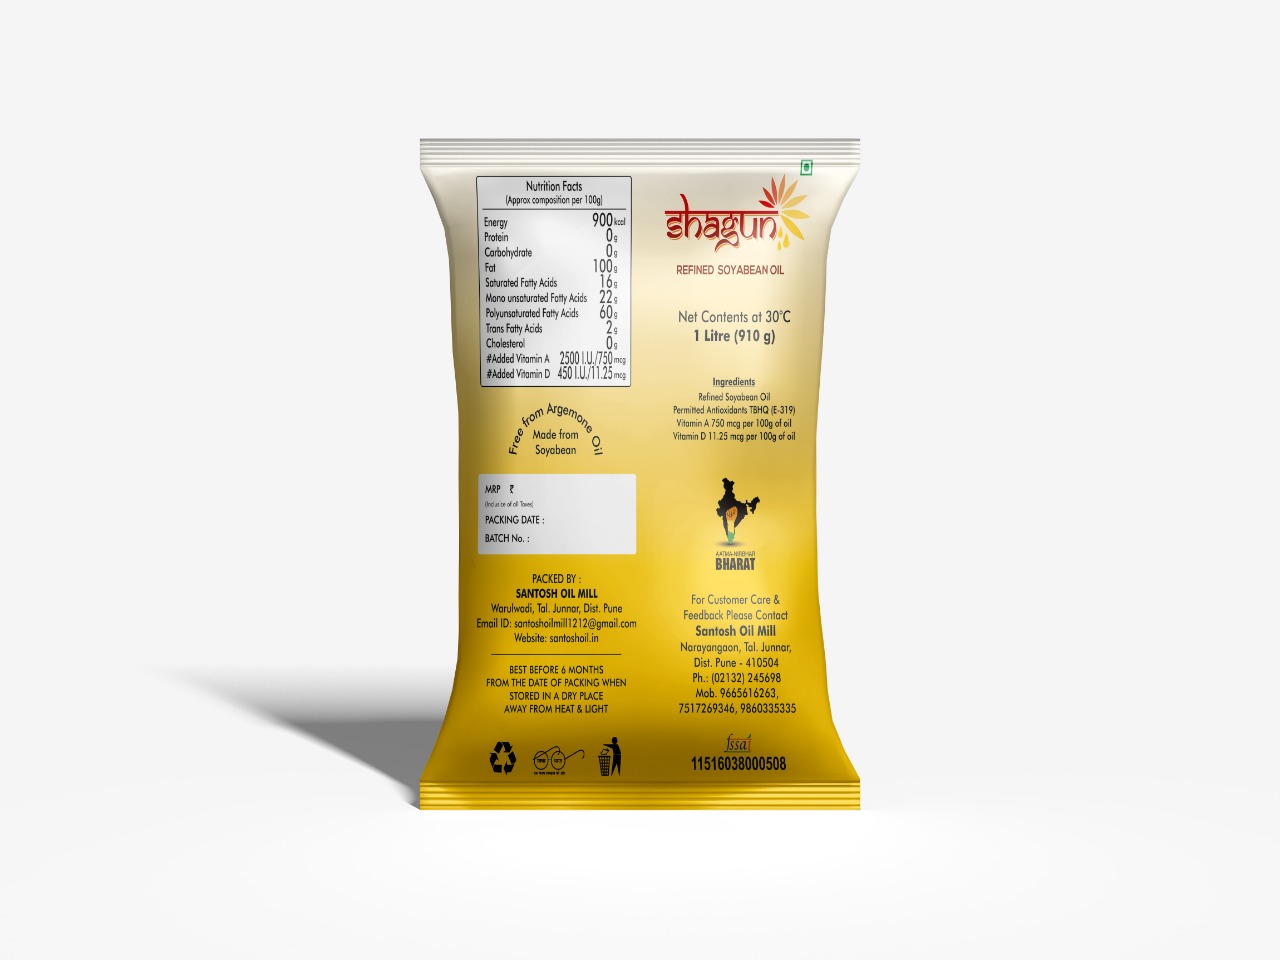 Nutrition Facts
(Approx composition per 100g)
Energy 900 kcal
Protein 0 g
Carbohydrate 0 g
Fat 100 g
Saturated Fatty Acids 16 g
Mono unsaturated Fatty Acids 22 g
Polyunsaturated Fatty Acids 60 g
Trans Fatty Acids 2 g
Cholesterol 0 g
#Added Vitamin A 2500 I.U./750 mcg
#Added Vitamin D 450 I.U./11.25 mcg
Free from Argemone Oil
Made from
Soyabean
MRP ₹
(Inclusice of all Taxes)
PACKING DATE :
BATCH No. :
PACKED BY :
SANTOSH OIL MILL
Warulwadi, Tal. Junnar, Dist. Pune
Email ID: santoshoilmill1212@gmail.com
Website: santoshoil.in
BEST BEFORE 6 MONTHS
FROM THE DATE OF PACKING WHEN
STORED IN A DRY PLACE
AWAY FROM HEAT & LIGHT
shagun
REFINED SOYABEAN OIL
Net Contents at 30°C
1 Litre (910 g)
Ingredients
Refined Soyabean Oil
Permitted Antioxidants TBHQ (E-319)
Vitamin A 750 mcg per 100g of oil
Vitamin D 11.25 mcg per 100g of oil
AATMA-NIRBHAR
BHARAT
For Customer Care &
Feedback Please Contact
Santosh Oil Mill
Narayangaon, Tal. Junnar,
Dist. Pune - 410504
Ph.: (02132) 245698
Mob. 9665616263,
7517269346, 9860335335
fssai
11516038000508